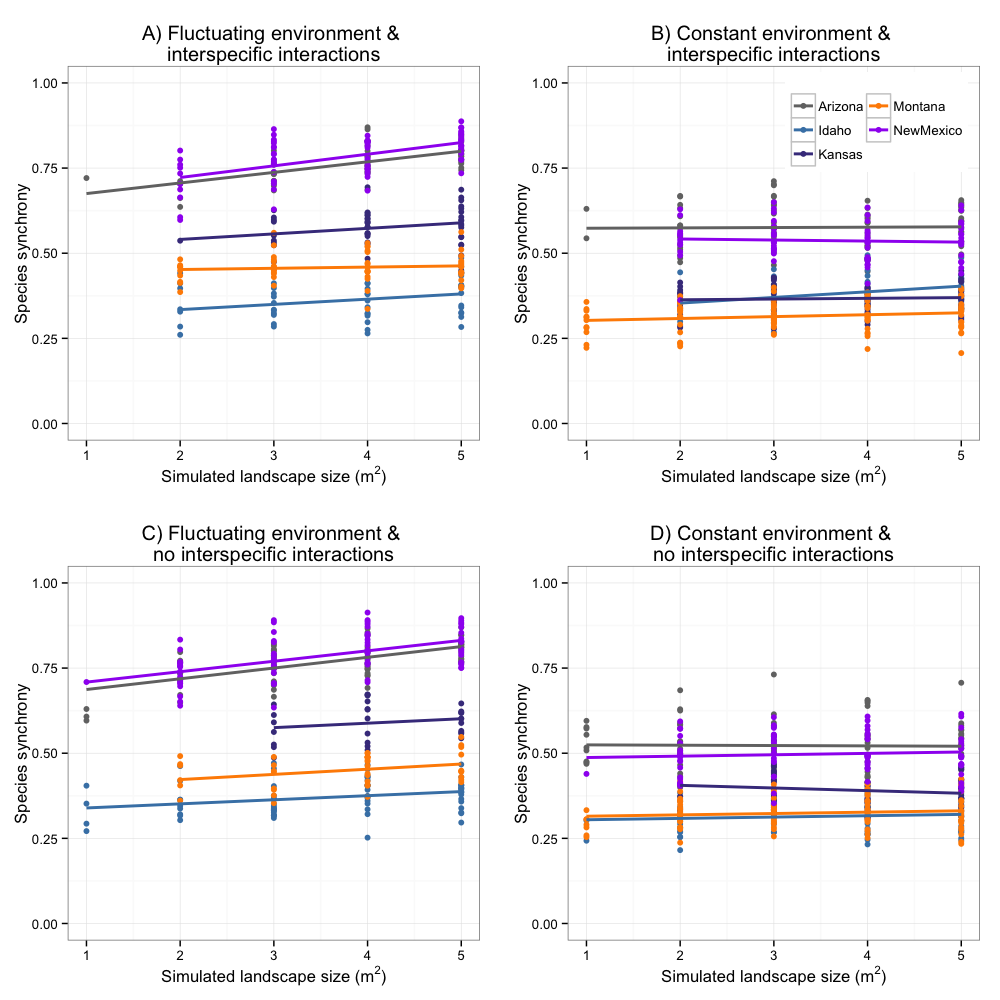 A) Fluctuating environment &
interspecific interactions
1.00
0.75
0.50
0.25
0.00
Species synchrony
1 2 3 4 5
Simulated landscape size (m²)
B) Constant environment &
interspecific interactions
Arizona Montana
Idaho NewMexico
Kansas
1.00
0.75
0.50
0.25
0.00
Species synchrony
1 2 3 4 5
Simulated landscape size (m²)
C) Fluctuating environment &
no interspecific interactions
1.00
0.75
0.50
0.25
0.00
Species synchrony
1 2 3 4 5
Simulated landscape size (m²)
D) Constant environment &
no interspecific interactions
1.00
0.75
0.50
0.25
0.00
Species synchrony
1 2 3 4 5
Simulated landscape size (m²)